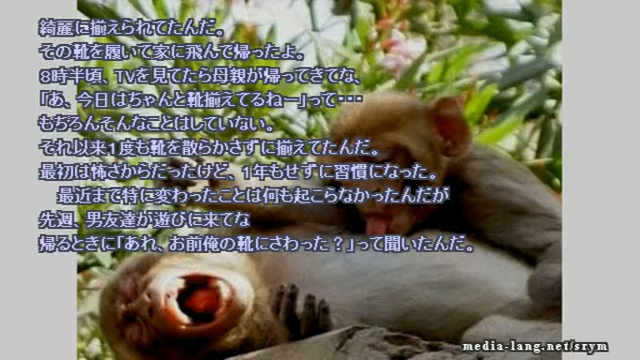 綺麗に揃えられてたんだ。
その靴を履いて家に飛んで帰ったよ。
８時半頃、TVを見てたら母親が帰ってきてな、
「あ、今日はちゃんと靴揃えてるねー」って・・・
もちろんそんなことはしていない。
それ以来１度も靴を散らかさずに揃えてたんだ。
最初は怖さからだったけど、１年もせずに習慣になった。
最近まで特に変わったことは何も起こらなかったんだが
先週、男友達が遊びに来てな
帰るときに「あれ、お前俺の靴にさわった？」って聞いたんだ。
media-lang.net/srym